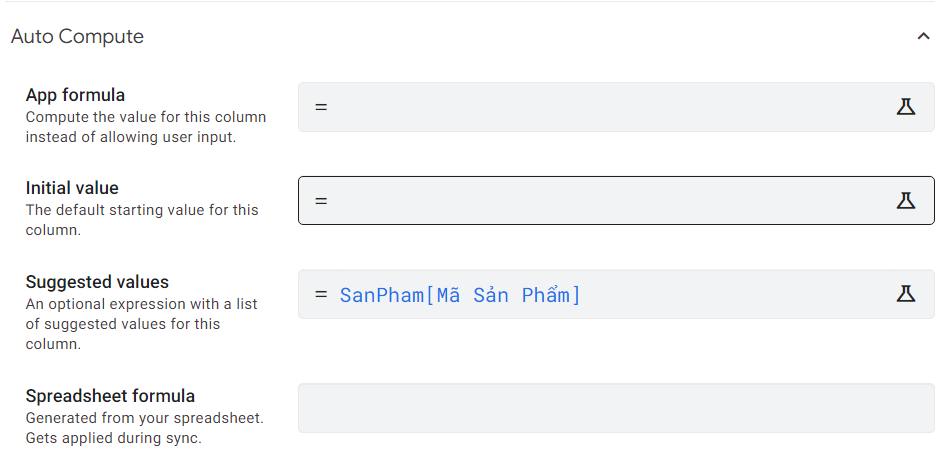 Auto Compute
App formula
Compute the value for this column
instead of allowing user input.
=
Initial value
The default starting value for this
column.
=
Suggested values
An optional expression with a list
of suggested values for this
column.
= SanPham[Mã Sản Phẩm]
Spreadsheet formula
Generated from your spreadsheet.
Gets applied during sync.